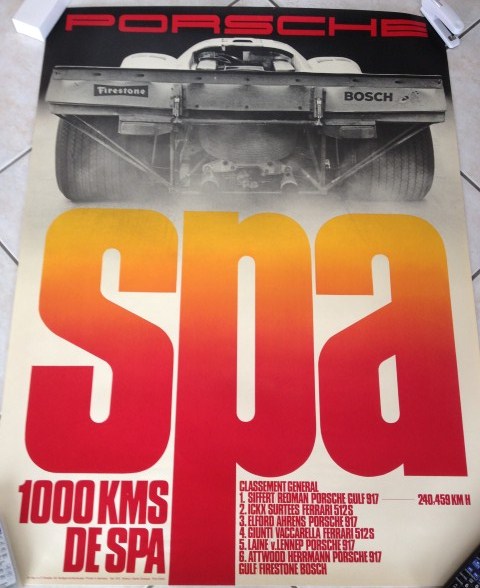 PORSCHE
Firestone
BOSCH
spa
1000 KMS
DE SPA
CLASSEMENT GENERAL
1. SIFFERT REDMAN PORSCHE GULF 917 240.459 KM H
2. ICKX SURTEES FERRARI 512S
3. ELFORD AHRENS PORSCHE 917
4. GIUNTI VACCARELLA FERRARI 512S
5. LAINE v. LENNEP PORSCHE 917
6. ATTWOOD HERRMANN PORSCHE 917
GULF FIRESTONE BOSCH